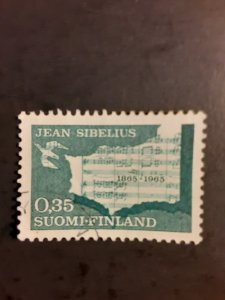 JEAN SIBELIUS
1865-1965
0,35
SUOMI-FINLAND